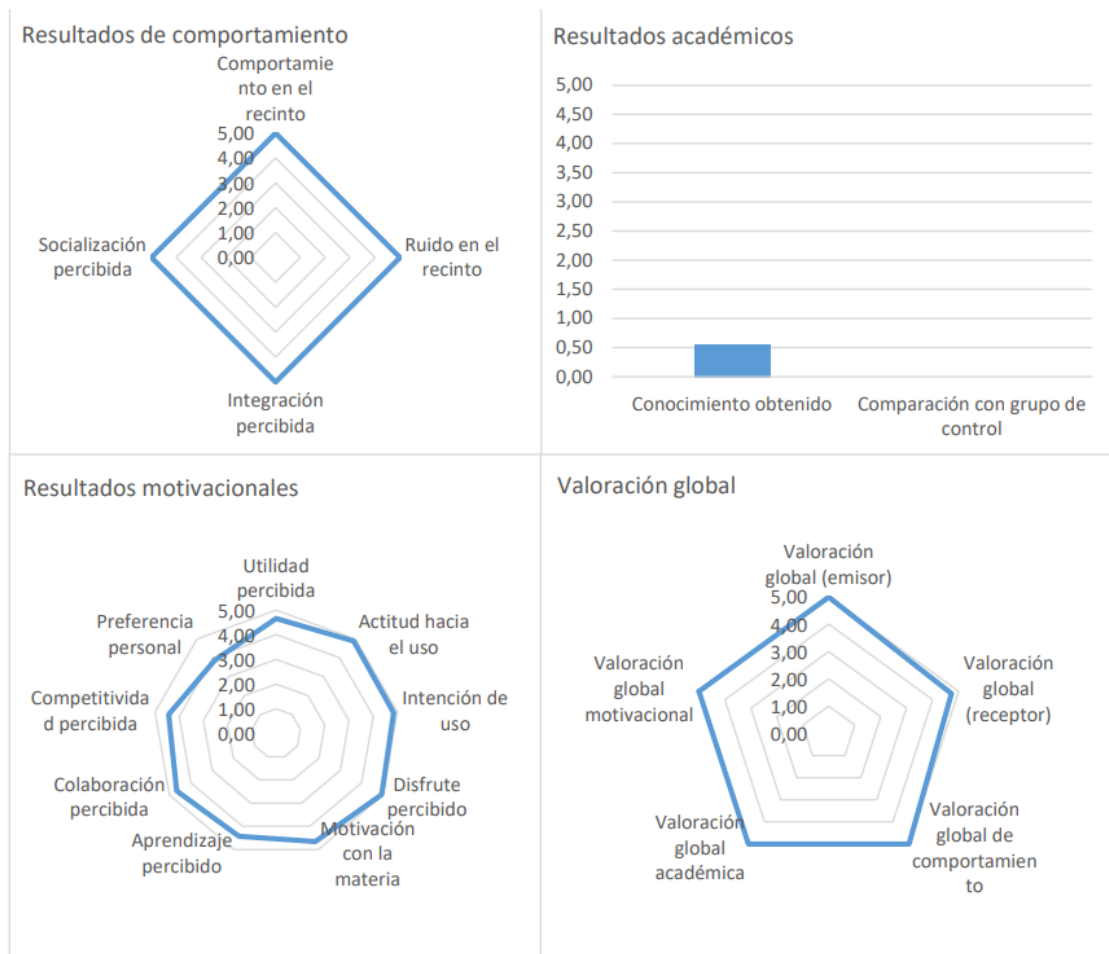 Resultados de comportamiento
Comportamie
nto en el
recinto
5,00
4,00
3,00
2,00
1,00
0,00
Socialización
percibida
Ruido en el
recinto
Integración
percibida
Resultados académicos
5,00
4,50
4,00
3,50
3,00
2,50
2,00
1,50
1,00
0,50
0,00
Conocimiento obtenido
Comparación con grupo de
control
Resultados motivacionales
Utilidad
percibida
5,00
4,00
3,00
2,00
1,00
0,00
Actitud hacia
el uso
Intención de
uso
Disfrute
percibido
Motivación
con la
materia
Aprendizaje
percibido
Colaboración
percibida
Competitivida
d percibida
Preferencia
personal
Valoración global
Valoración
global (emisor)
5,00
4,00
3,00
2,00
1,00
0,00
Valoración
global
(receptor)
Valoración
global de
comportamien
to
Valoración
global
académica
Valoración
global
motivacional